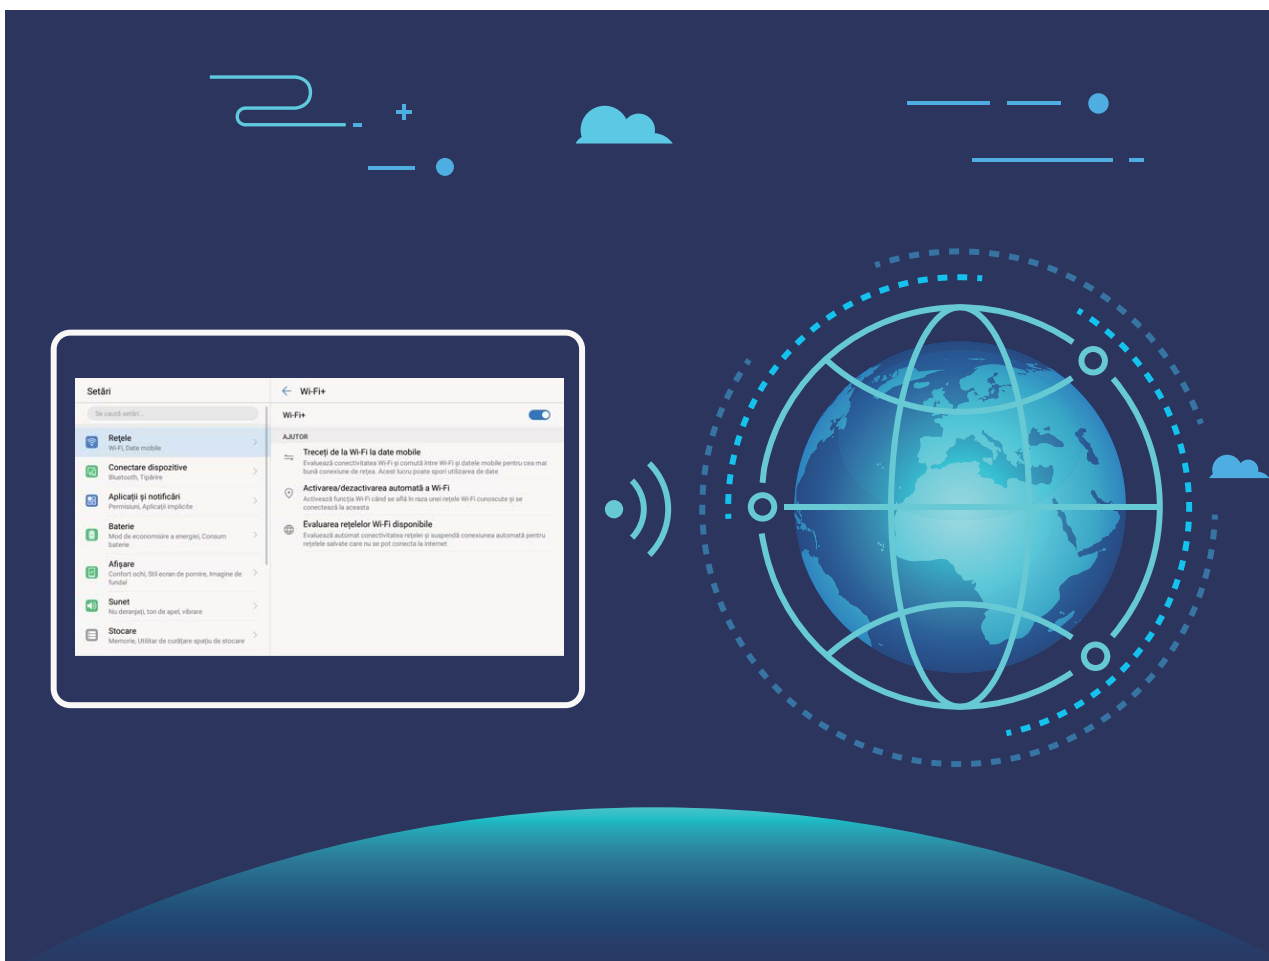 Setări
Se caută setări...
Rețele
Wi-Fi, Date mobile
Conectare dispozitive
Bluetooth, Tipărire
Aplicații și notificări
Permisiuni, Aplicații implicite
Baterie
Mod de economisire a energiei, Consum
baterie
Afișare
Confort ochi, Stil ecran de pornire, Imagine de
fundal
Sunet
Nu deranjați, ton de apel, vibrare
Stocare
Memorie, Utilitar de curățare spațiu de stocare
Wi-Fi+
Wi-Fi+
AJUTOR
Treceți de la Wi-Fi la date mobile
Evaluează conectivitatea Wi-Fi și comută între Wi-Fi și datele mobile pentru cea mai
bună conexiune de rețea. Acest lucru poate spori utilizarea de date
Activarea/dezactivarea automată a Wi-Fi
Activează funcția Wi-Fi când se află în raza unei rețele Wi-Fi cunoscute și se
conectează la aceasta
Evaluarea rețelelor Wi-Fi disponibile
Evaluează automat conectivitatea rețelei și suspendă conexiunea automată pentru
rețelele salvate care nu se pot conecta la internet